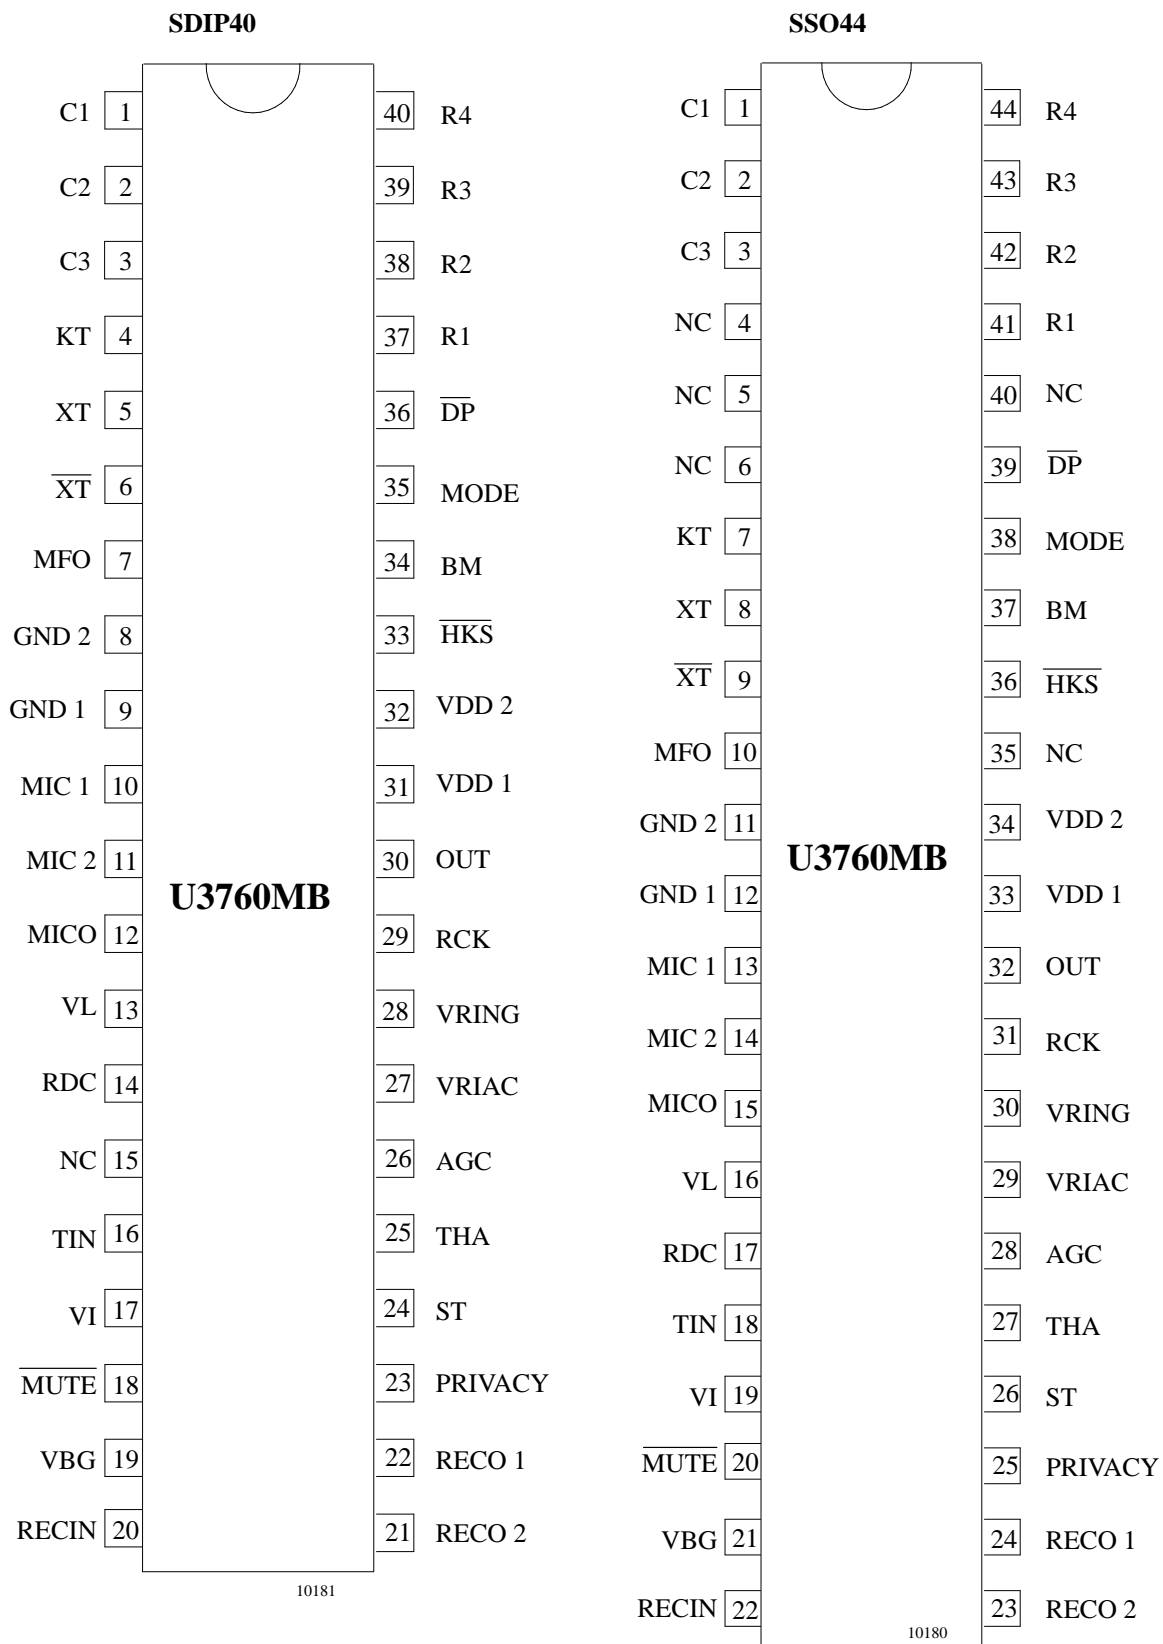 SDIP40
C1 1 40 R4
C2 2 39 R3
C3 3 38 R2
KT 4 37 R1
XT 5 36 D̅P̅
X̅T̅ 6 35 MODE
MFO 7 34 BM
GND 2 8 33 H̅K̅S̅
GND 1 9 32 VDD 2
MIC 1 10 31 VDD 1
MIC 2 11 30 OUT
U3760MB
MICO 12 29 RCK
VL 13 28 VRING
RDC 14 27 VRIAC
NC 15 26 AGC
TIN 16 25 THA
VI 17 24 ST
M̅U̅T̅E̅ 18 23 PRIVACY
VBG 19 22 RECO 1
RECIN 20 21 RECO 2
10181
SSO44
C1 1 44 R4
C2 2 43 R3
C3 3 42 R2
NC 4 41 R1
NC 5 40 NC
NC 6 39 D̅P̅
KT 7 38 MODE
XT 8 37 BM
X̅T̅ 9 36 H̅K̅S̅
MFO 10 35 NC
GND 2 11 34 VDD 2
U3760MB
GND 1 12 33 VDD 1
MIC 1 13 32 OUT
MIC 2 14 31 RCK
MICO 15 30 VRING
VL 16 29 VRIAC
RDC 17 28 AGC
TIN 18 27 THA
VI 19 26 ST
M̅U̅T̅E̅ 20 25 PRIVACY
VBG 21 24 RECO 1
RECIN 22 23 RECO 2
10180